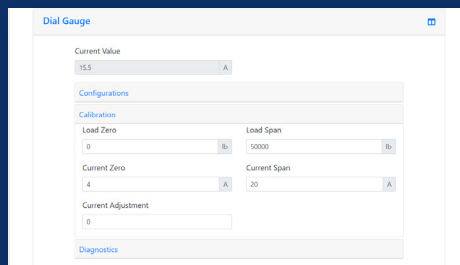 Dial Gauge
Current Value
15.5 A
Configurations
Calibration
Load Zero Load Span
0 lb 50000 lb
Current Zero Current Span
4 A 20 A
Current Adjustment
0
Diagnostics